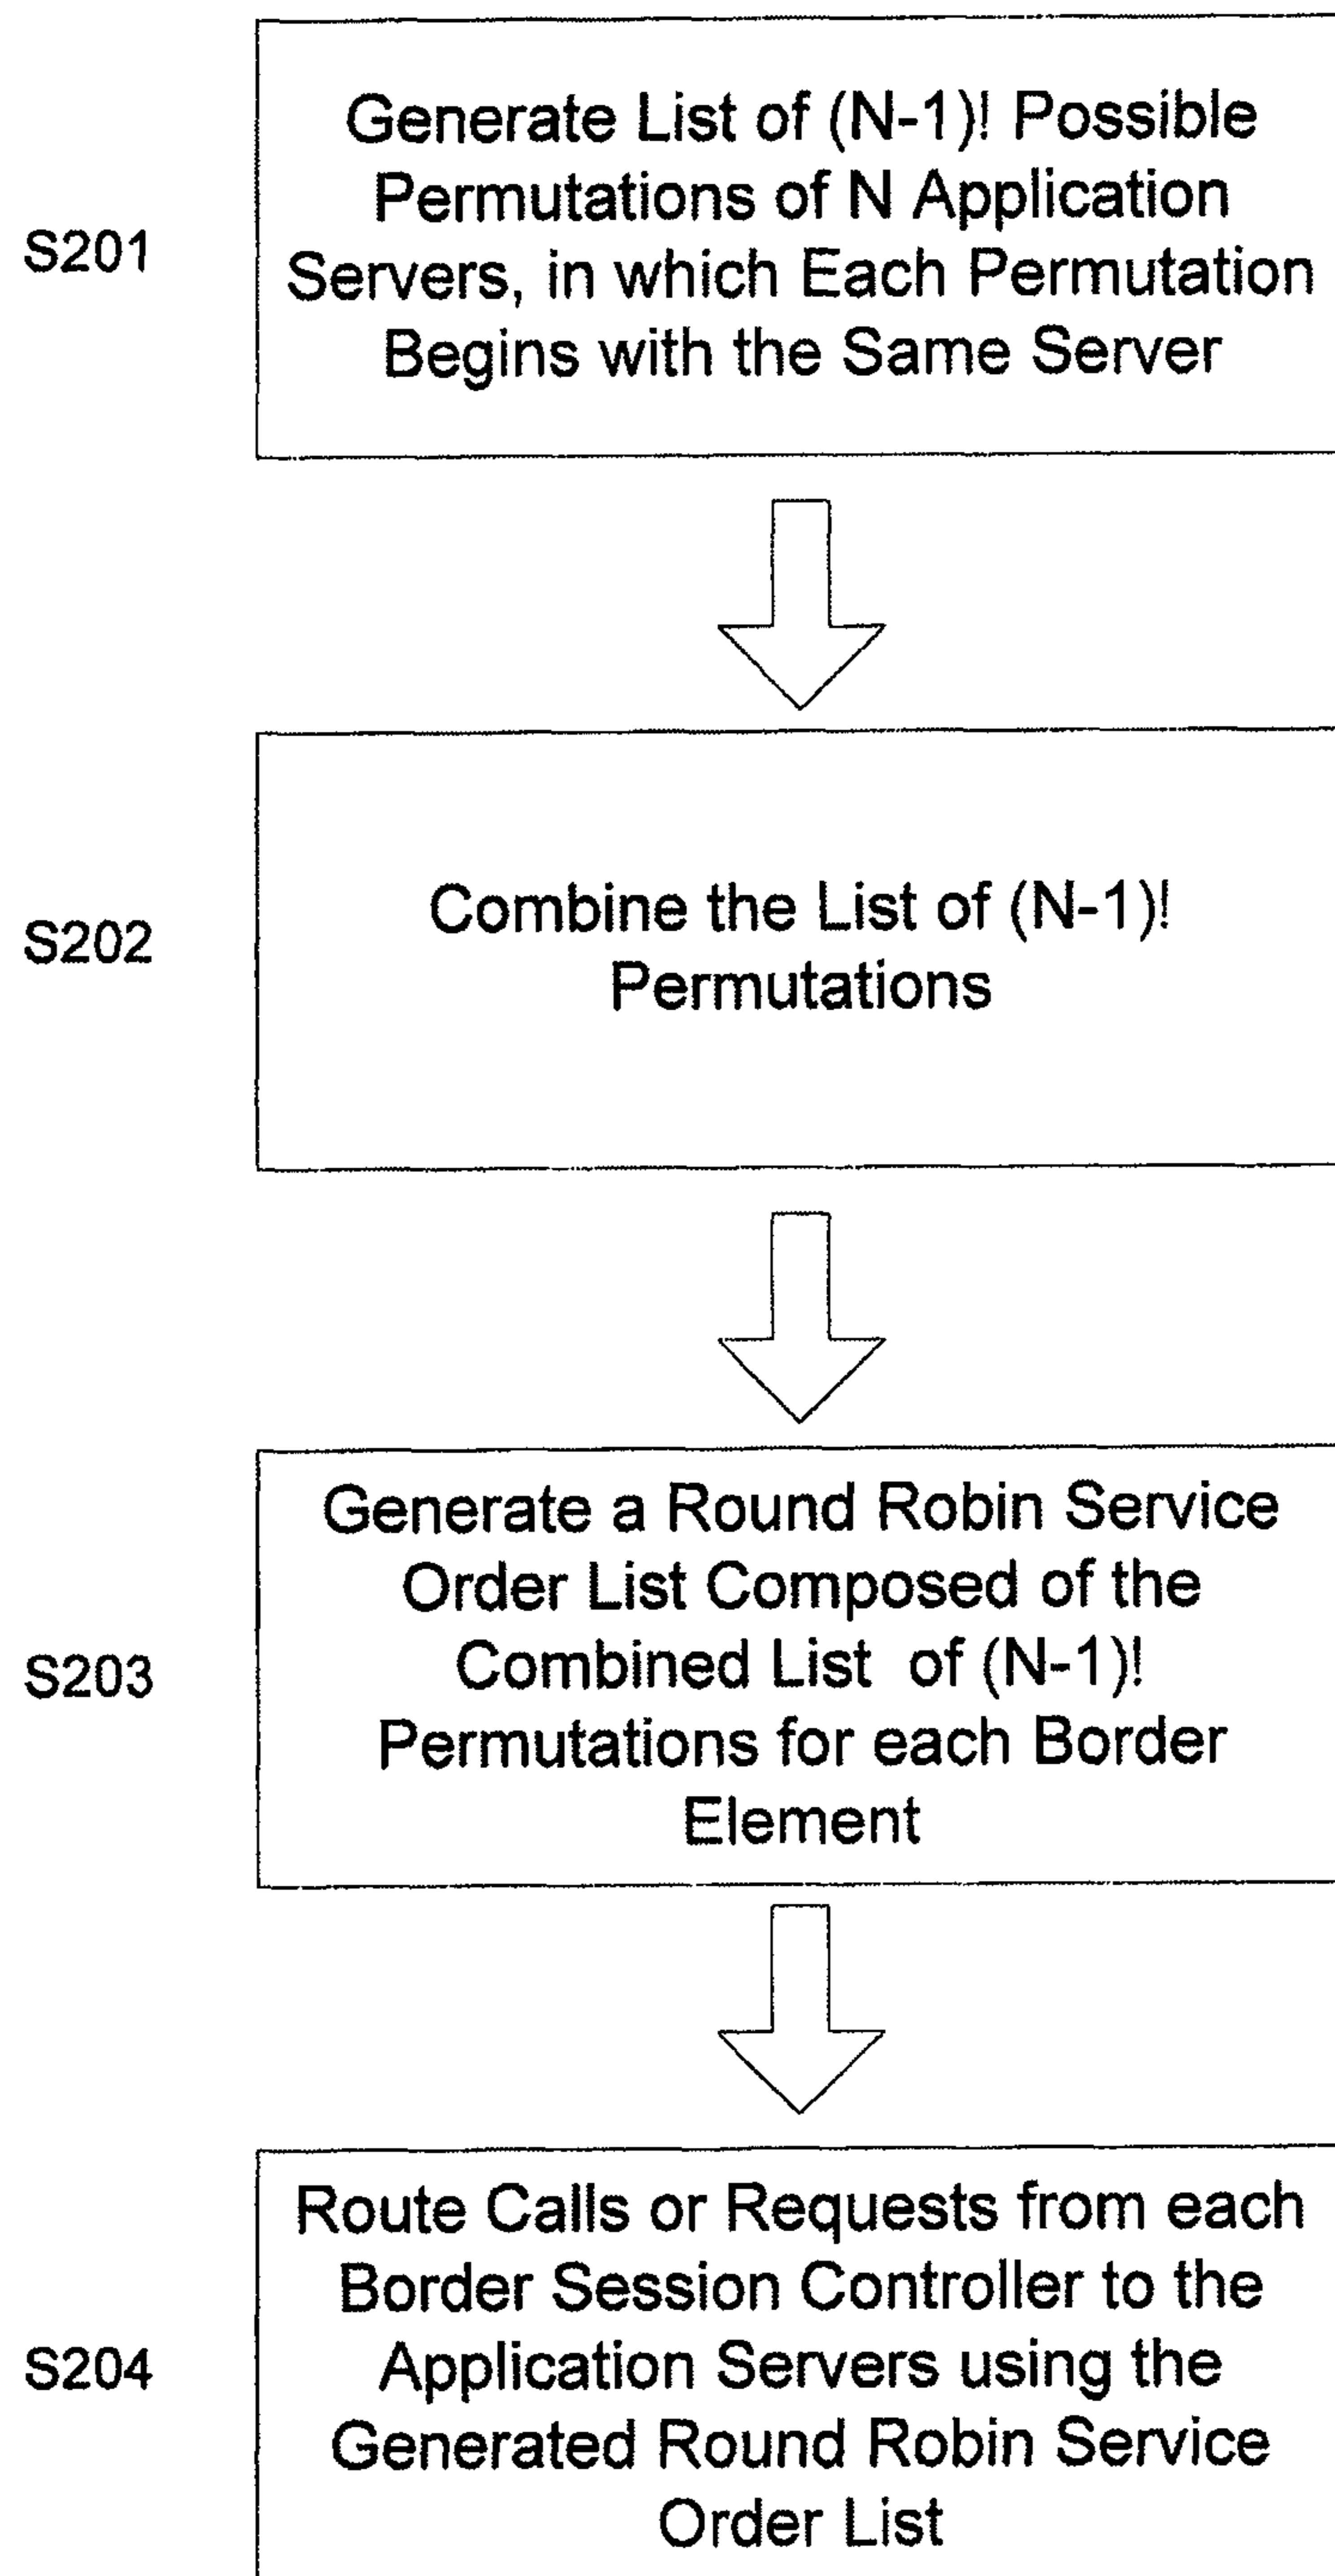 S201
Generate List of (N-1)! Possible
Permutations of N Application
Servers, in which Each Permutation
Begins with the Same Server
S202
Combine the List of (N-1)!
Permutations
S203
Generate a Round Robin Service
Order List Composed of the
Combined List of (N-1)!
Permutations for each Border
Element
S204
Route Calls or Requests from each
Border Session Controller to the
Application Servers using the
Generated Round Robin Service
Order List